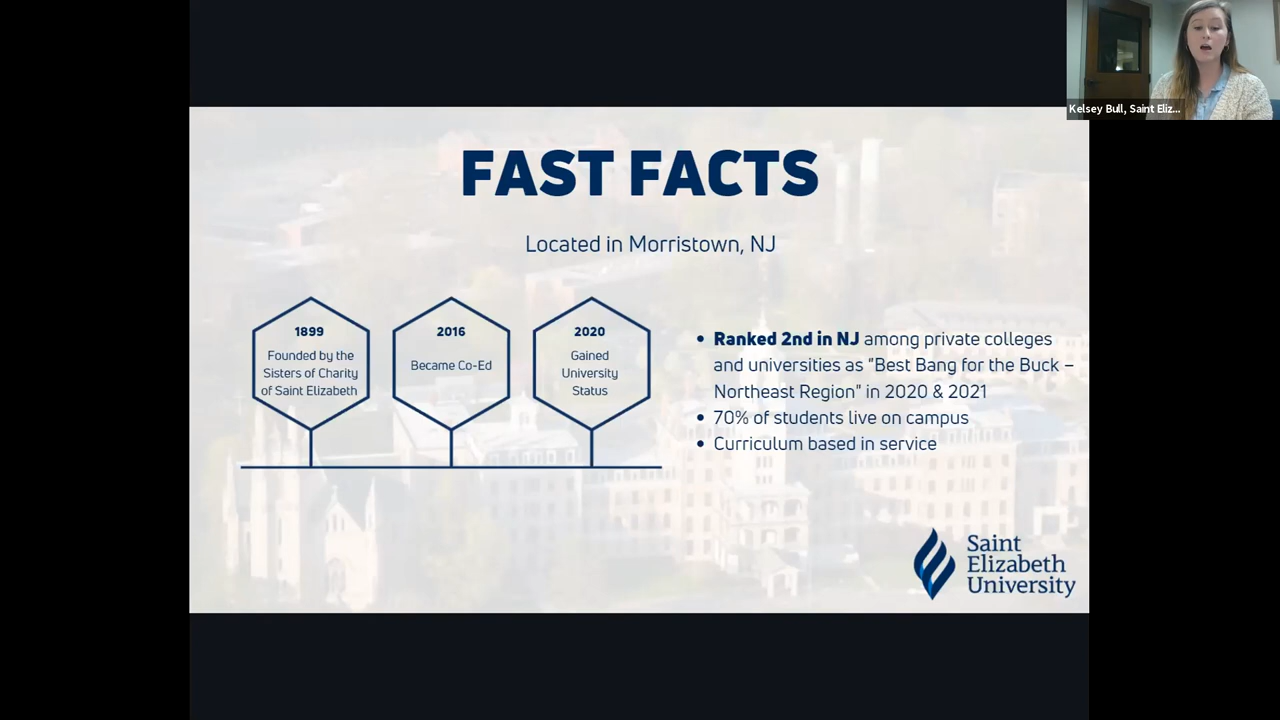 Kelsey Bull, Saint Eliz...
FAST FACTS
Located in Morristown, NJ
1899
Founded by the
Sisters of Charity
of Saint Elizabeth
2016
Became Co-Ed
2020
Gained
University
Status
• Ranked 2nd in NJ among private colleges
and universities as "Best Bang for the Buck –
Northeast Region" in 2020 & 2021
• 70% of students live on campus
• Curriculum based in service
Saint
Elizabeth
University